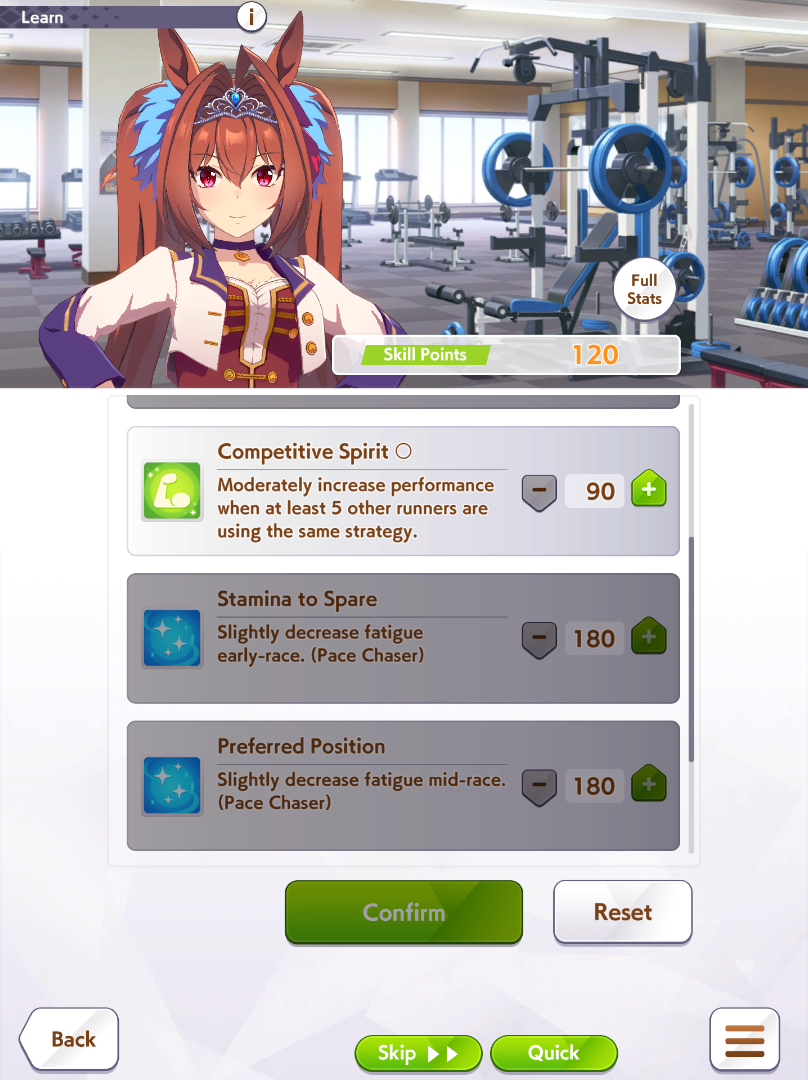 Learn
i
Full
Stats
Skill Points 120
Competitive Spirit ○
Moderately increase performance
when at least 5 other runners are
using the same strategy.
90
Stamina to Spare
Slightly decrease fatigue
early-race. (Pace Chaser)
180
Preferred Position
Slightly decrease fatigue mid-race.
(Pace Chaser)
180
Confirm
Reset
Back
Skip
Quick